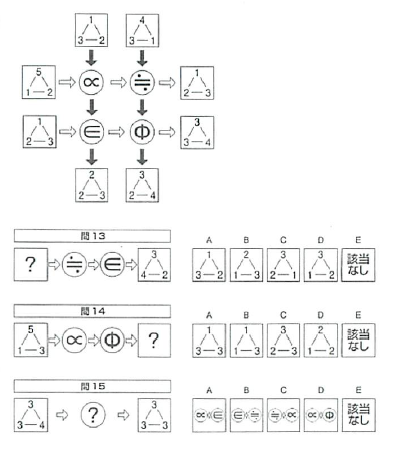 1 4
3 2 3 1
5 ∝ ≒ 1
1 2 2 3
1 ∈ Φ 3
2 3 3 4
2 3
2 3 2 4
問13 A B C D E
? ≒ ∈ 3 1 2 3 3 該当
4 2 3 2 1 3 2 1 1 2 なし
問14 A B C D E
5 ∝ Φ ? 1 1 3 2 該当
1 3 3 3 1 3 2 3 1 2 なし
問15 A B C D E
3 ? 3 ∝ ∈ ∈ ≒ ≒ ∝ ∝ Φ 該当
3 4 3 3 なし